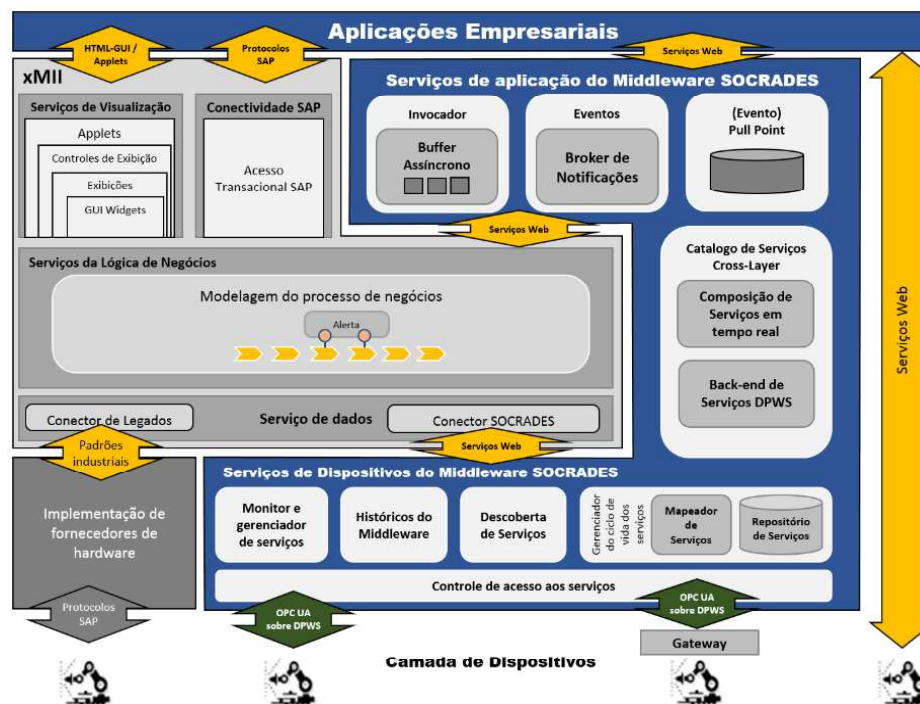 Aplicações Empresariais
HTML-GUI /
Applets
Protocolos
SAP
Serviços Web
xMII
Serviços de Visualização
Applets
Controles de Exibição
Exibições
GUI Widgets
Conectividade SAP
Acesso
Transacional SAP
Serviços de aplicação do Middleware SOCRADES
Invocador
Buffer
Assíncrono
Eventos
Broker de
Notificações
(Evento)
Pull Point
Serviços Web
Serviços da Lógica de Negócios
Modelagem do processo de negócios
Alerta
Catalogo de Serviços
Cross-Layer
Composição de
Serviços em
tempo real
Back-end de
Serviços DPWS
Serviços Web
Conector de Legados
Serviço de dados
Conector SOCRADES
Padrões
industriais
Serviços Web
Implementação de
fornecedores de
hardware
Serviços de Dispositivos do Middleware SOCRADES
Monitor e
gerenciador
de serviços
Históricos do
Middleware
Descoberta
de Serviços
Gerenciador
do ciclo de
vida dos
serviços
Mapeador
de
Serviços
Repositório
de Serviços
Controle de acesso aos serviços
Protocolos
SAP
OPC UA
sobre DPWS
OPC UA
sobre DPWS
Gateway
Camada de Dispositivos